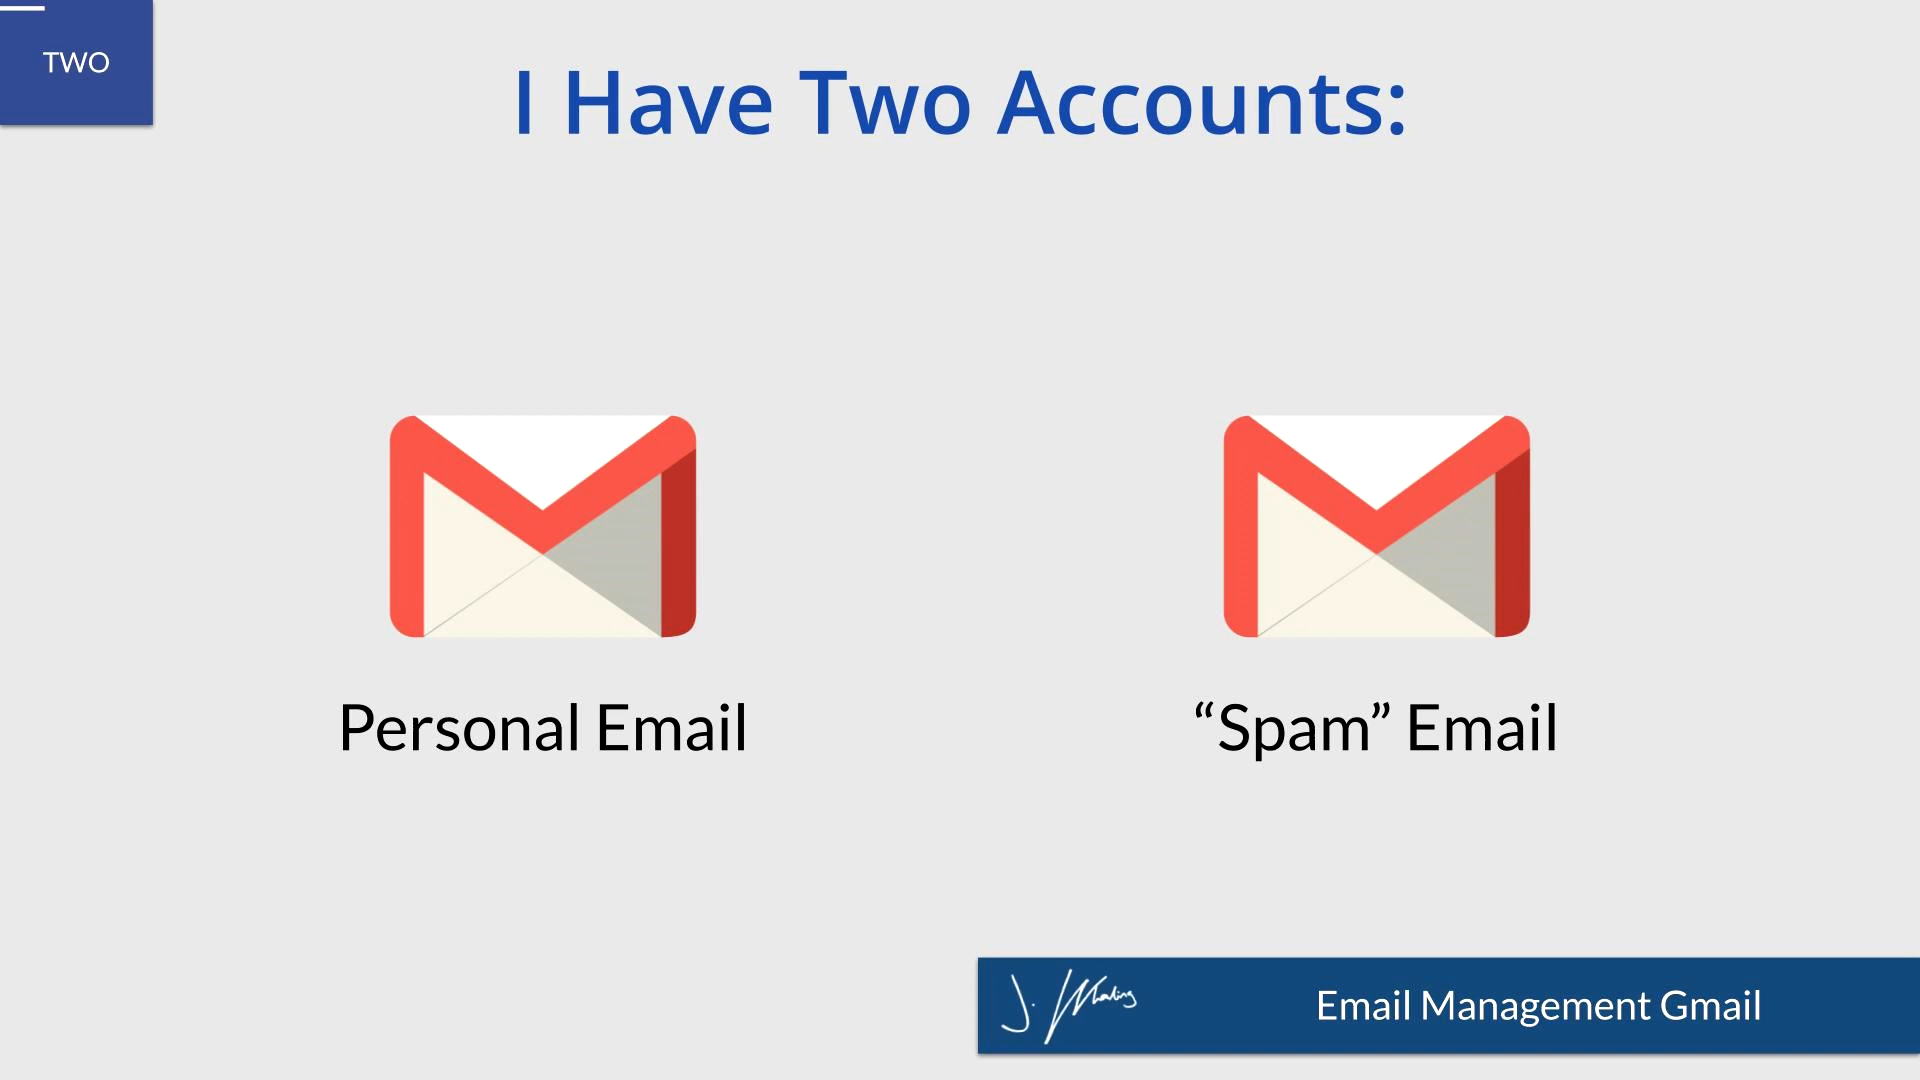 TWO
I Have Two Accounts:
Personal Email
“Spam” Email
Email Management Gmail